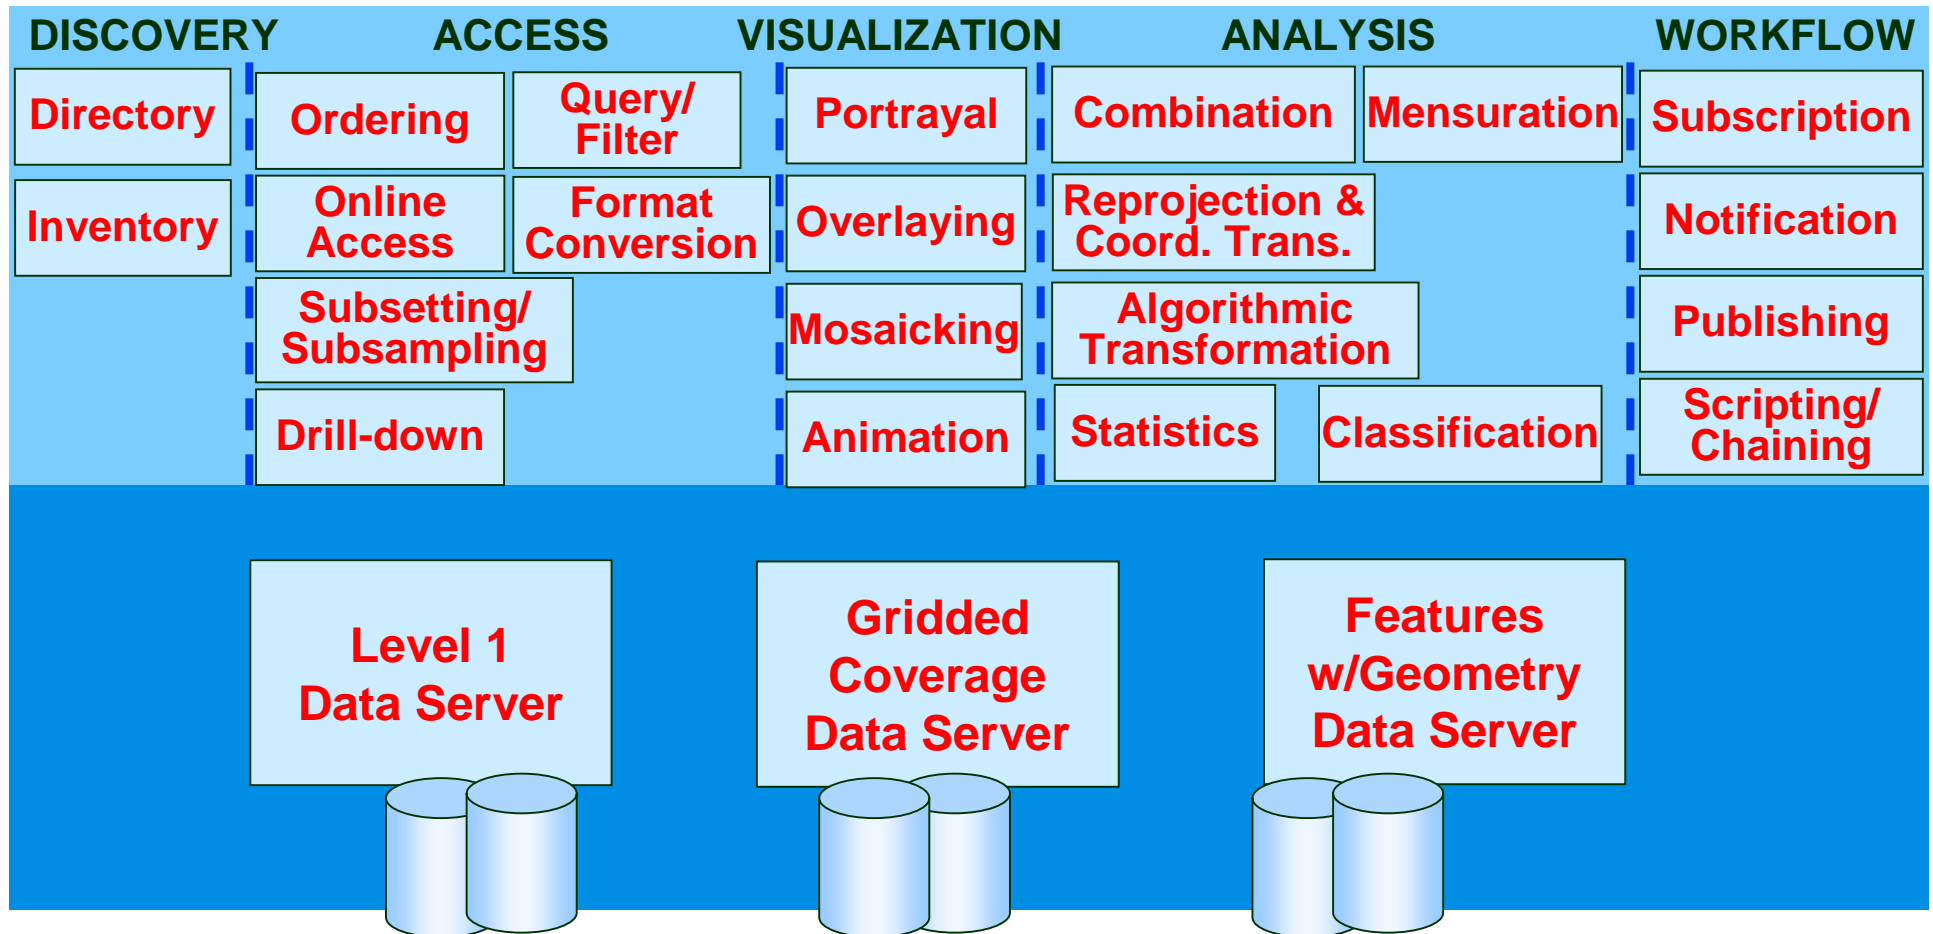 DISCOVERY
ACCESS
VISUALIZATION
ANALYSIS
WORKFLOW
Directory
Inventory
Ordering
Query/
Filter
Online
Access
Format
Conversion
Subsetting/
Subsampling
Drill-down
Portrayal
Overlaying
Mosaicking
Animation
Combination
Mensuration
Reprojection &
Coord. Trans.
Algorithmic
Transformation
Statistics
Classification
Subscription
Notification
Publishing
Scripting/
Chaining
Level 1
Data Server
Gridded
Coverage
Data Server
Features
w/Geometry
Data Server